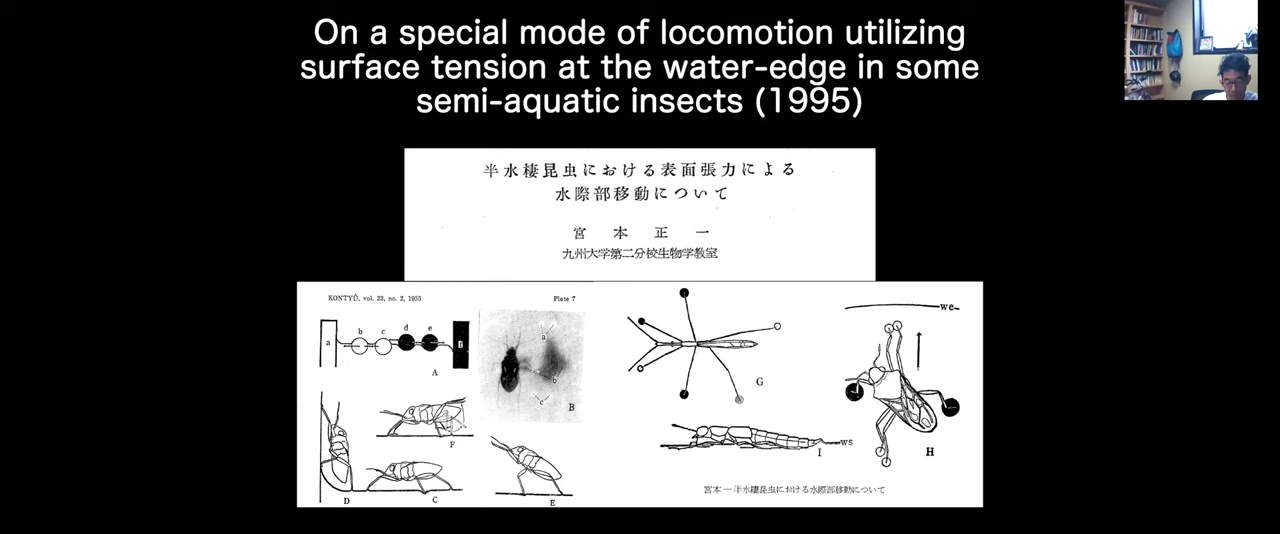 On a special mode of locomotion utilizing
surface tension at the water-edge in some
semi-aquatic insects (1995)
半水棲昆虫における表面張力による
水際部移動について
宮本正一
九州大学第二分校生物学教室
KONTYÛ, vol. 23, no. 2, 1955
Plate 7
a
b
c
d
e
f
A
a
b
c
B
F
D
C
E
G
we
H
ws
I
宮本一半水棲昆虫における水際部移動について